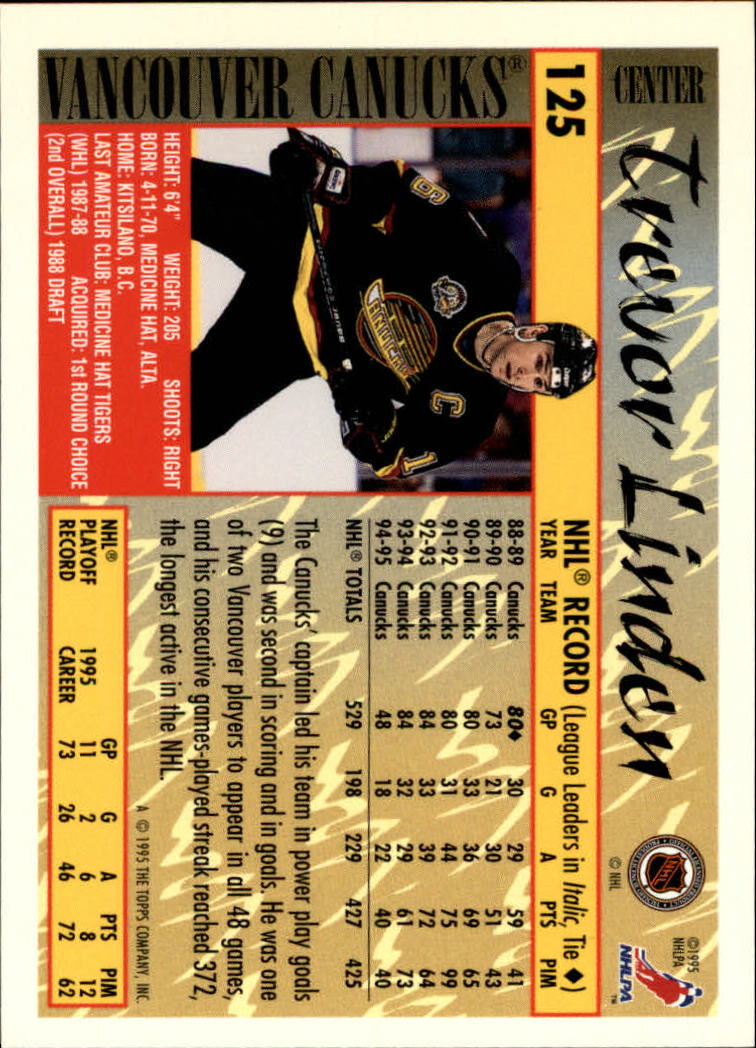 CENTER
trevor Linden
©1995
NHLPA
NHLPA
™
OFFICIAL LICENSED PRODUCT
NHL
© NHL
125
VANCOUVER CANUCKS®
NHL® RECORD (League Leaders in Italic, Tie ◆)
YEAR TEAM GP G A PTS PIM
88-89 Canucks 80◆ 30 29 59 41
89-90 Canucks 73 21 30 51 43
90-91 Canucks 80 33 36 69 65
91-92 Canucks 80 31 44 75 99
92-93 Canucks 84 33 39 72 64
93-94 Canucks 84 32 29 61 73
94-95 Canucks 48 18 22 40 40
NHL® TOTALS 529 198 229 427 425
The Canucks' captain led his team in power play goals
(9) and was second in scoring and in goals. He was one
of two Vancouver players to appear in all 48 games,
and his consecutive games-played streak reached 372,
the longest active in the NHL.
HEIGHT: 6'4" WEIGHT: 205 SHOOTS: RIGHT
BORN: 4-11-70, MEDICINE HAT, ALTA.
HOME: KITSILANO, B.C.
LAST AMATEUR CLUB: MEDICINE HAT TIGERS
(WHL) 1987-88 ACQUIRED: 1st ROUND CHOICE
(2nd OVERALL) 1988 DRAFT
A © 1995 THE TOPPS COMPANY, INC.
NHL® GP G A PTS PIM
PLAYOFF 1995 11 2 6 8 12
RECORD CAREER 73 26 46 72 62
C
CANUCKS